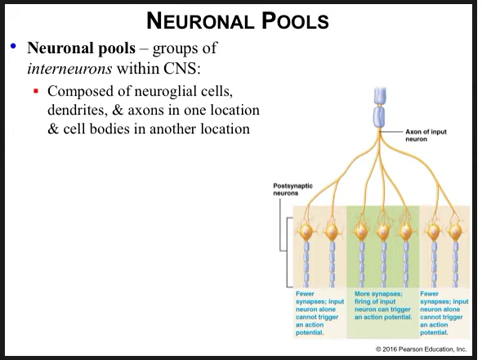 NEURONAL POOLS
• Neuronal pools – groups of
interneurons within CNS:
▪ Composed of neuroglial cells,
dendrites, & axons in one location
& cell bodies in another location
Axon of input
neuron
Postsynaptic
neurons
Fewer
synapses; input
neuron alone
cannot trigger
an action
potential.
More synapses;
firing of input
neuron can trigger
an action potential.
Fewer
synapses; input
neuron alone
cannot trigger
an action
potential.
© 2016 Pearson Education, Inc.